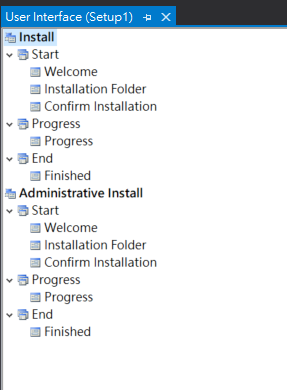 User Interface (Setup1)
Install
Start
Welcome
Installation Folder
Confirm Installation
Progress
Progress
End
Finished
Administrative Install
Start
Welcome
Installation Folder
Confirm Installation
Progress
Progress
End
Finished